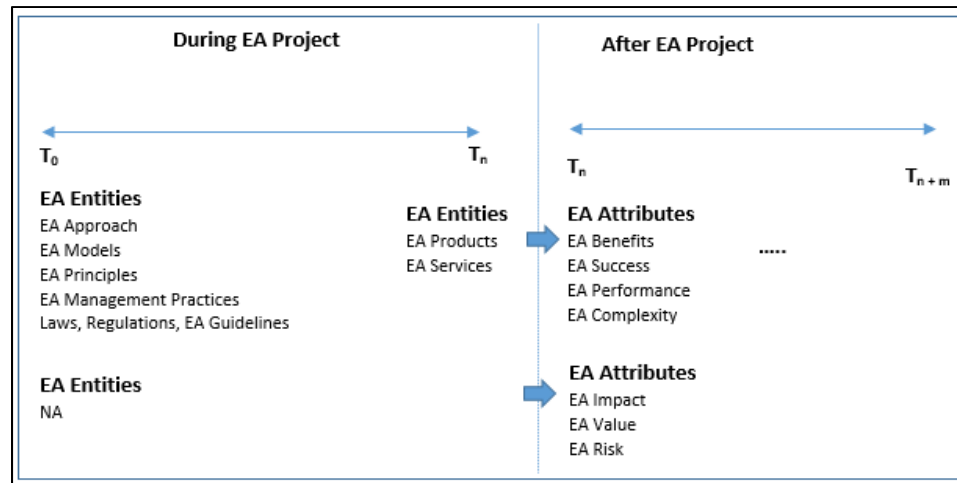 During EA Project
After EA Project
T0
Tn
Tn
Tn + m
EA Entities
EA Approach
EA Models
EA Principles
EA Management Practices
Laws, Regulations, EA Guidelines
EA Entities
EA Products
EA Services
EA Attributes
EA Benefits
EA Success
EA Performance
EA Complexity
.....
EA Entities
NA
EA Attributes
EA Impact
EA Value
EA Risk